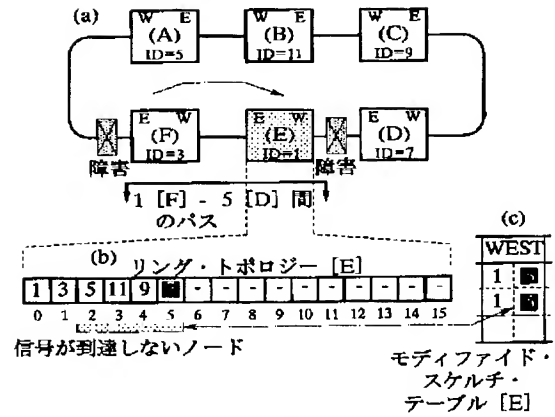 (a)
W E
(A)
ID=5
W E
(B)
ID=11
W E
(C)
ID=9
E W
(F)
ID=3
E W
(E)
ID=1
E W
(D)
ID=7
障害
障害
1 [F] - 5 [D] 間
のパス
(b)
リング・トポロジー [E]
1 3 5 11 9 - - - - - - - - - -
0 1 2 3 4 5 6 7 8 9 10 11 12 13 14 15
信号が到達しないノード
(c)
WEST
1
1
モディファイド・
スケルチ・
テーブル [E]